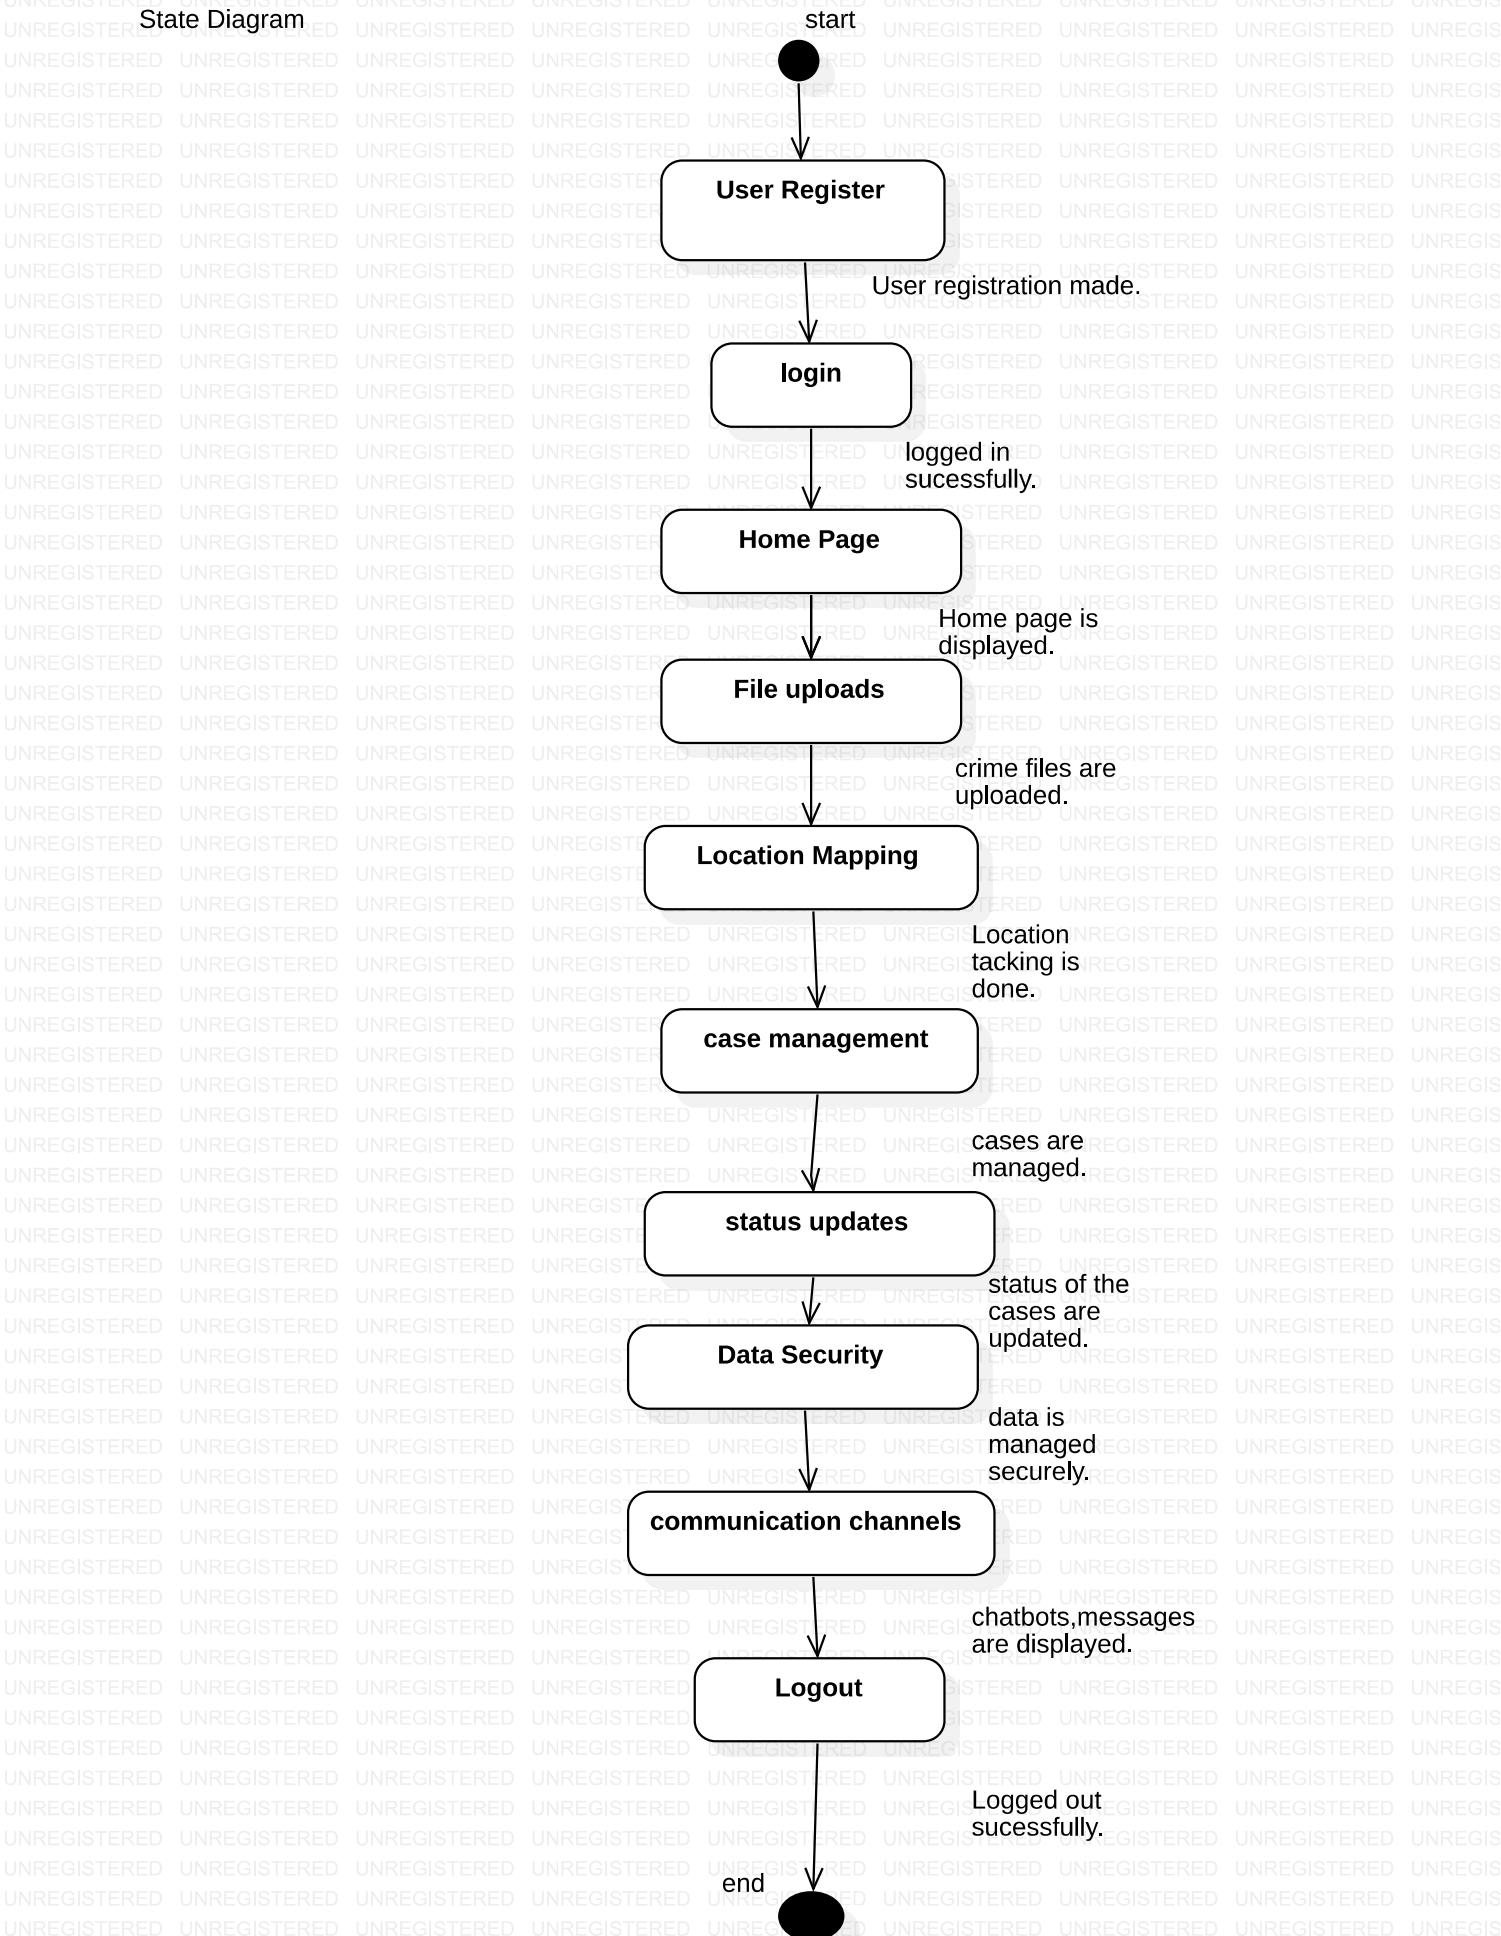 State Diagram
start
User Register
User registration made.
login
logged in
sucessfully.
Home Page
Home page is
displayed.
File uploads
crime files are
uploaded.
Location Mapping
Location
tacking is
done.
case management
cases are
managed.
status updates
status of the
cases are
updated.
Data Security
data is
managed
securely.
communication channels
chatbots,messages
are displayed.
Logout
Logged out
sucessfully.
end
UNREGISTERED